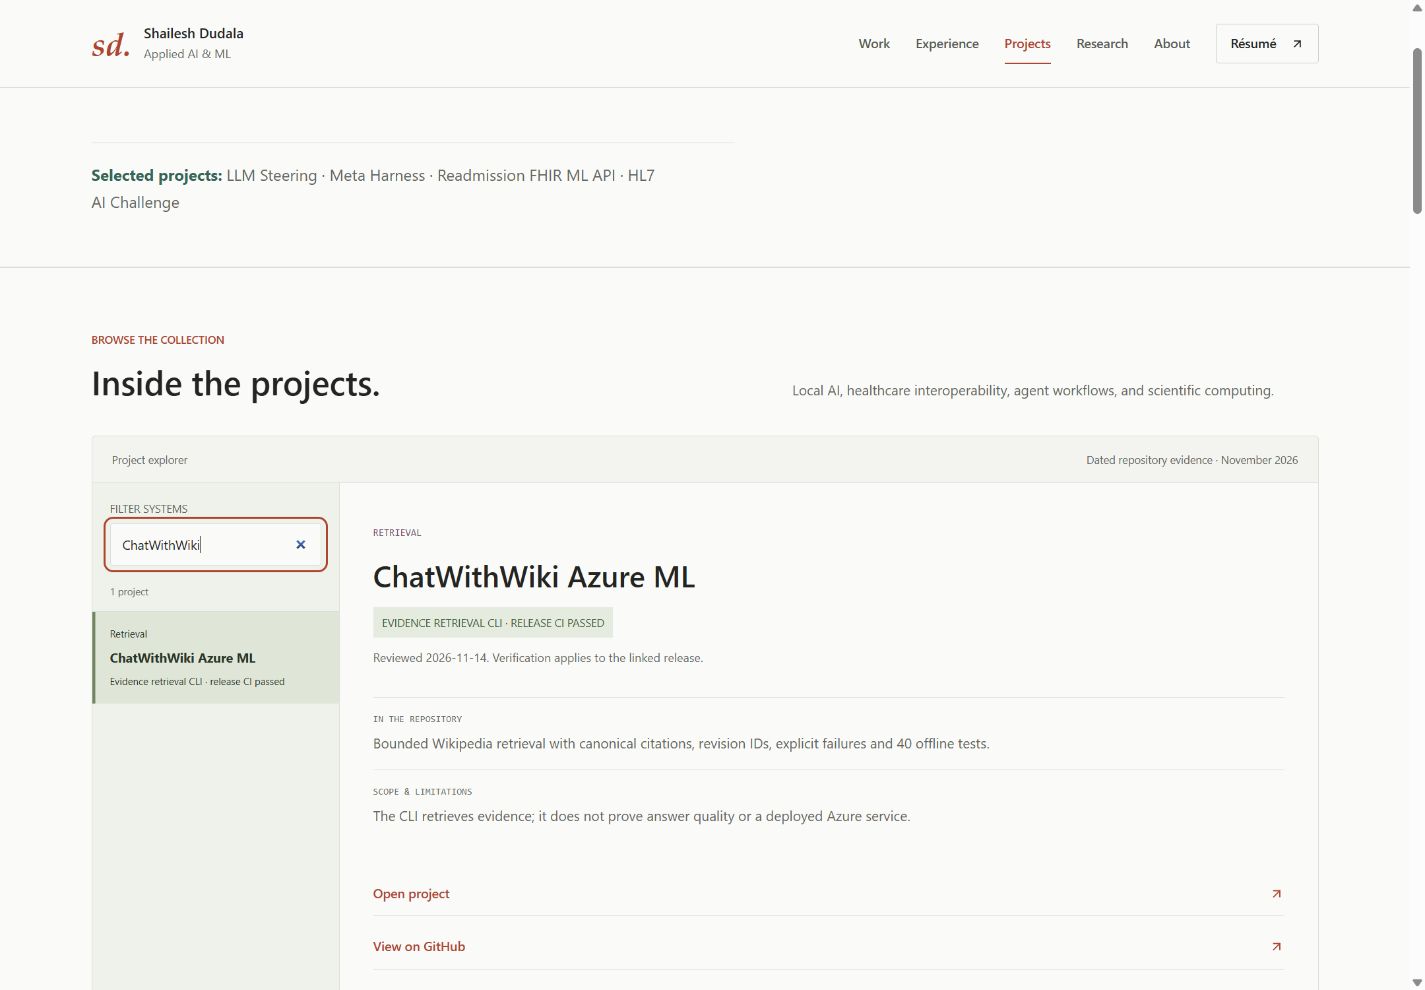 sd.
Shailesh Dudala
Applied AI & ML
Work
Experience
Projects
Research
About
Résumé
Selected projects: LLM Steering · Meta Harness · Readmission FHIR ML API · HL7
AI Challenge
BROWSE THE COLLECTION
Inside the projects.
Local AI, healthcare interoperability, agent workflows, and scientific computing.
Project explorer
Dated repository evidence · November 2026
FILTER SYSTEMS
ChatWithWiki
1 project
Retrieval
ChatWithWiki Azure ML
Evidence retrieval CLI · release CI passed
RETRIEVAL
ChatWithWiki Azure ML
EVIDENCE RETRIEVAL CLI · RELEASE CI PASSED
Reviewed 2026-11-14. Verification applies to the linked release.
IN THE REPOSITORY
Bounded Wikipedia retrieval with canonical citations, revision IDs, explicit failures and 40 offline tests.
SCOPE & LIMITATIONS
The CLI retrieves evidence; it does not prove answer quality or a deployed Azure service.
Open project
View on GitHub